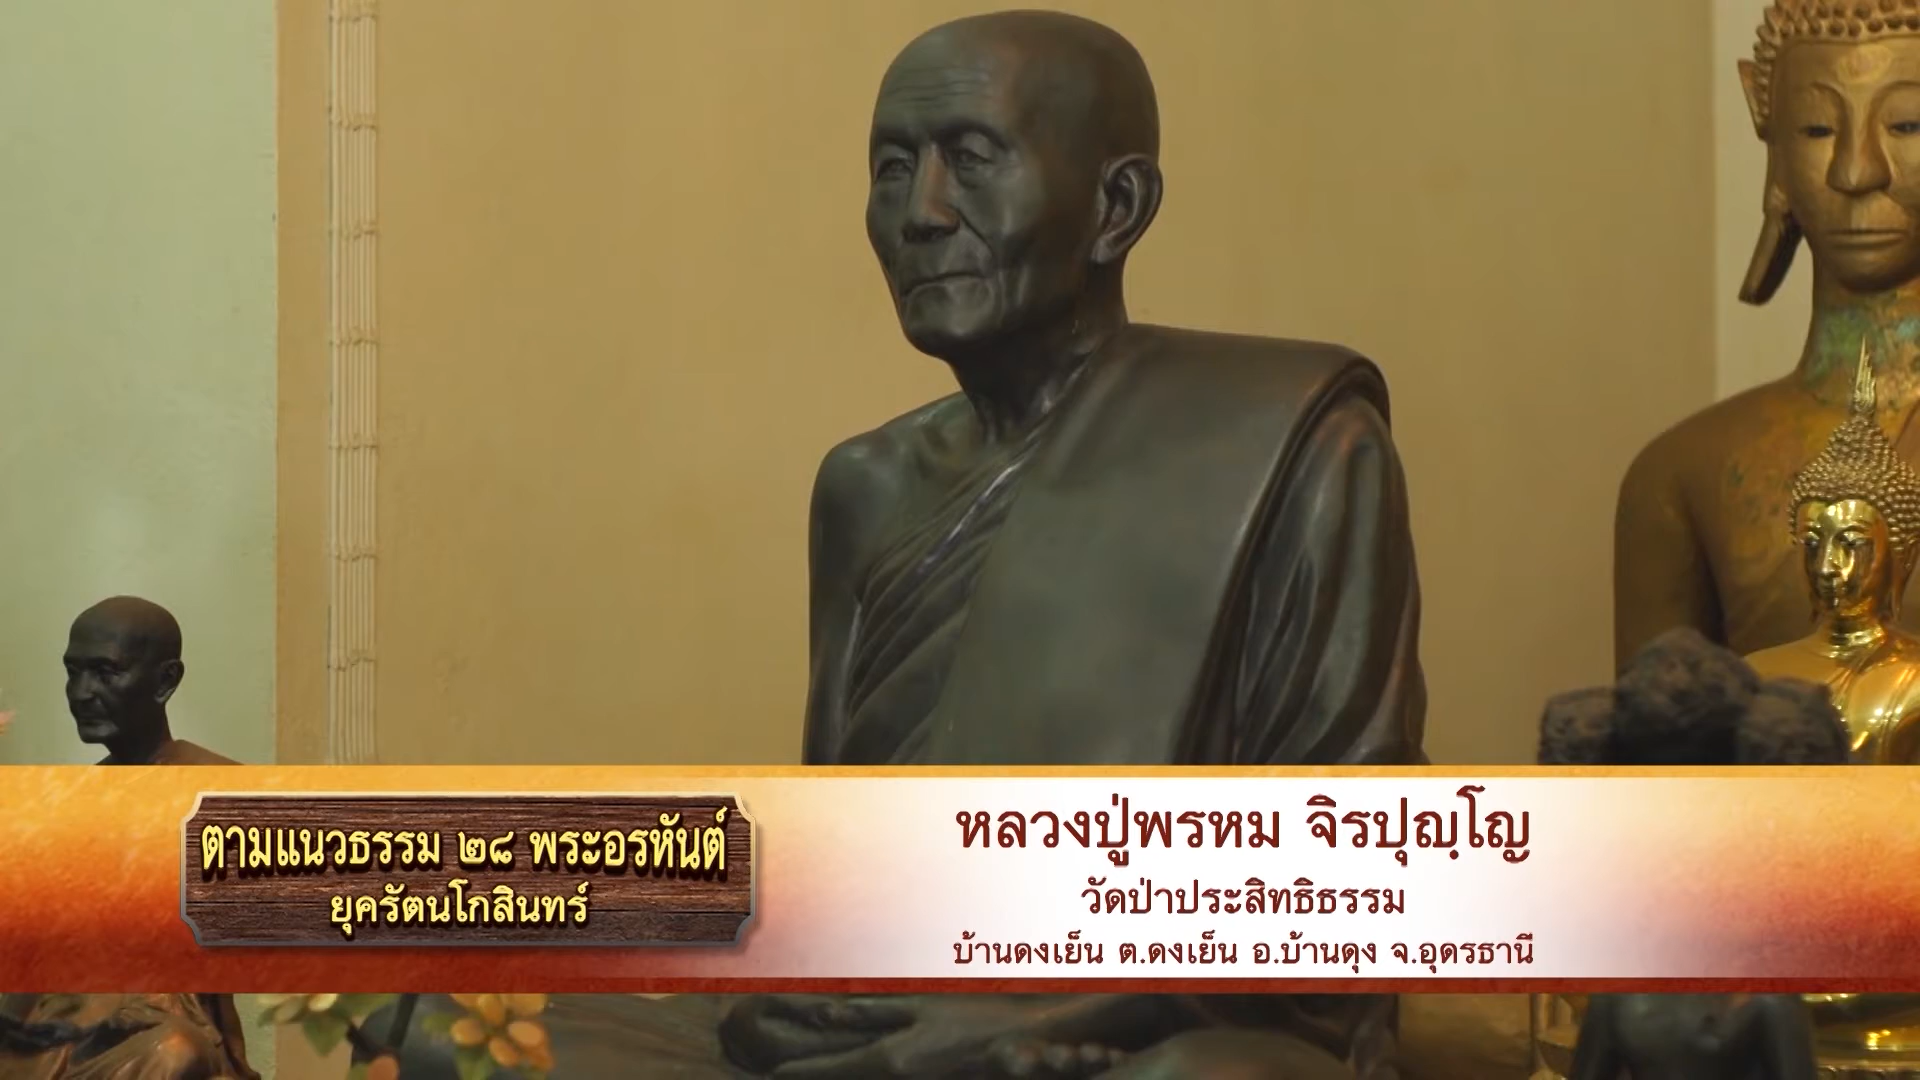 ตามแนวธรรม ๒๘ พระอรหันต์
ยุครัตนโกสินทร์
หลวงปู่พรหม จิรปุญฺโญ
วัดป่าประสิทธิธรรม
บ้านดงเย็น ต.ดงเย็น อ.บ้านดุง จ.อุดรธานี